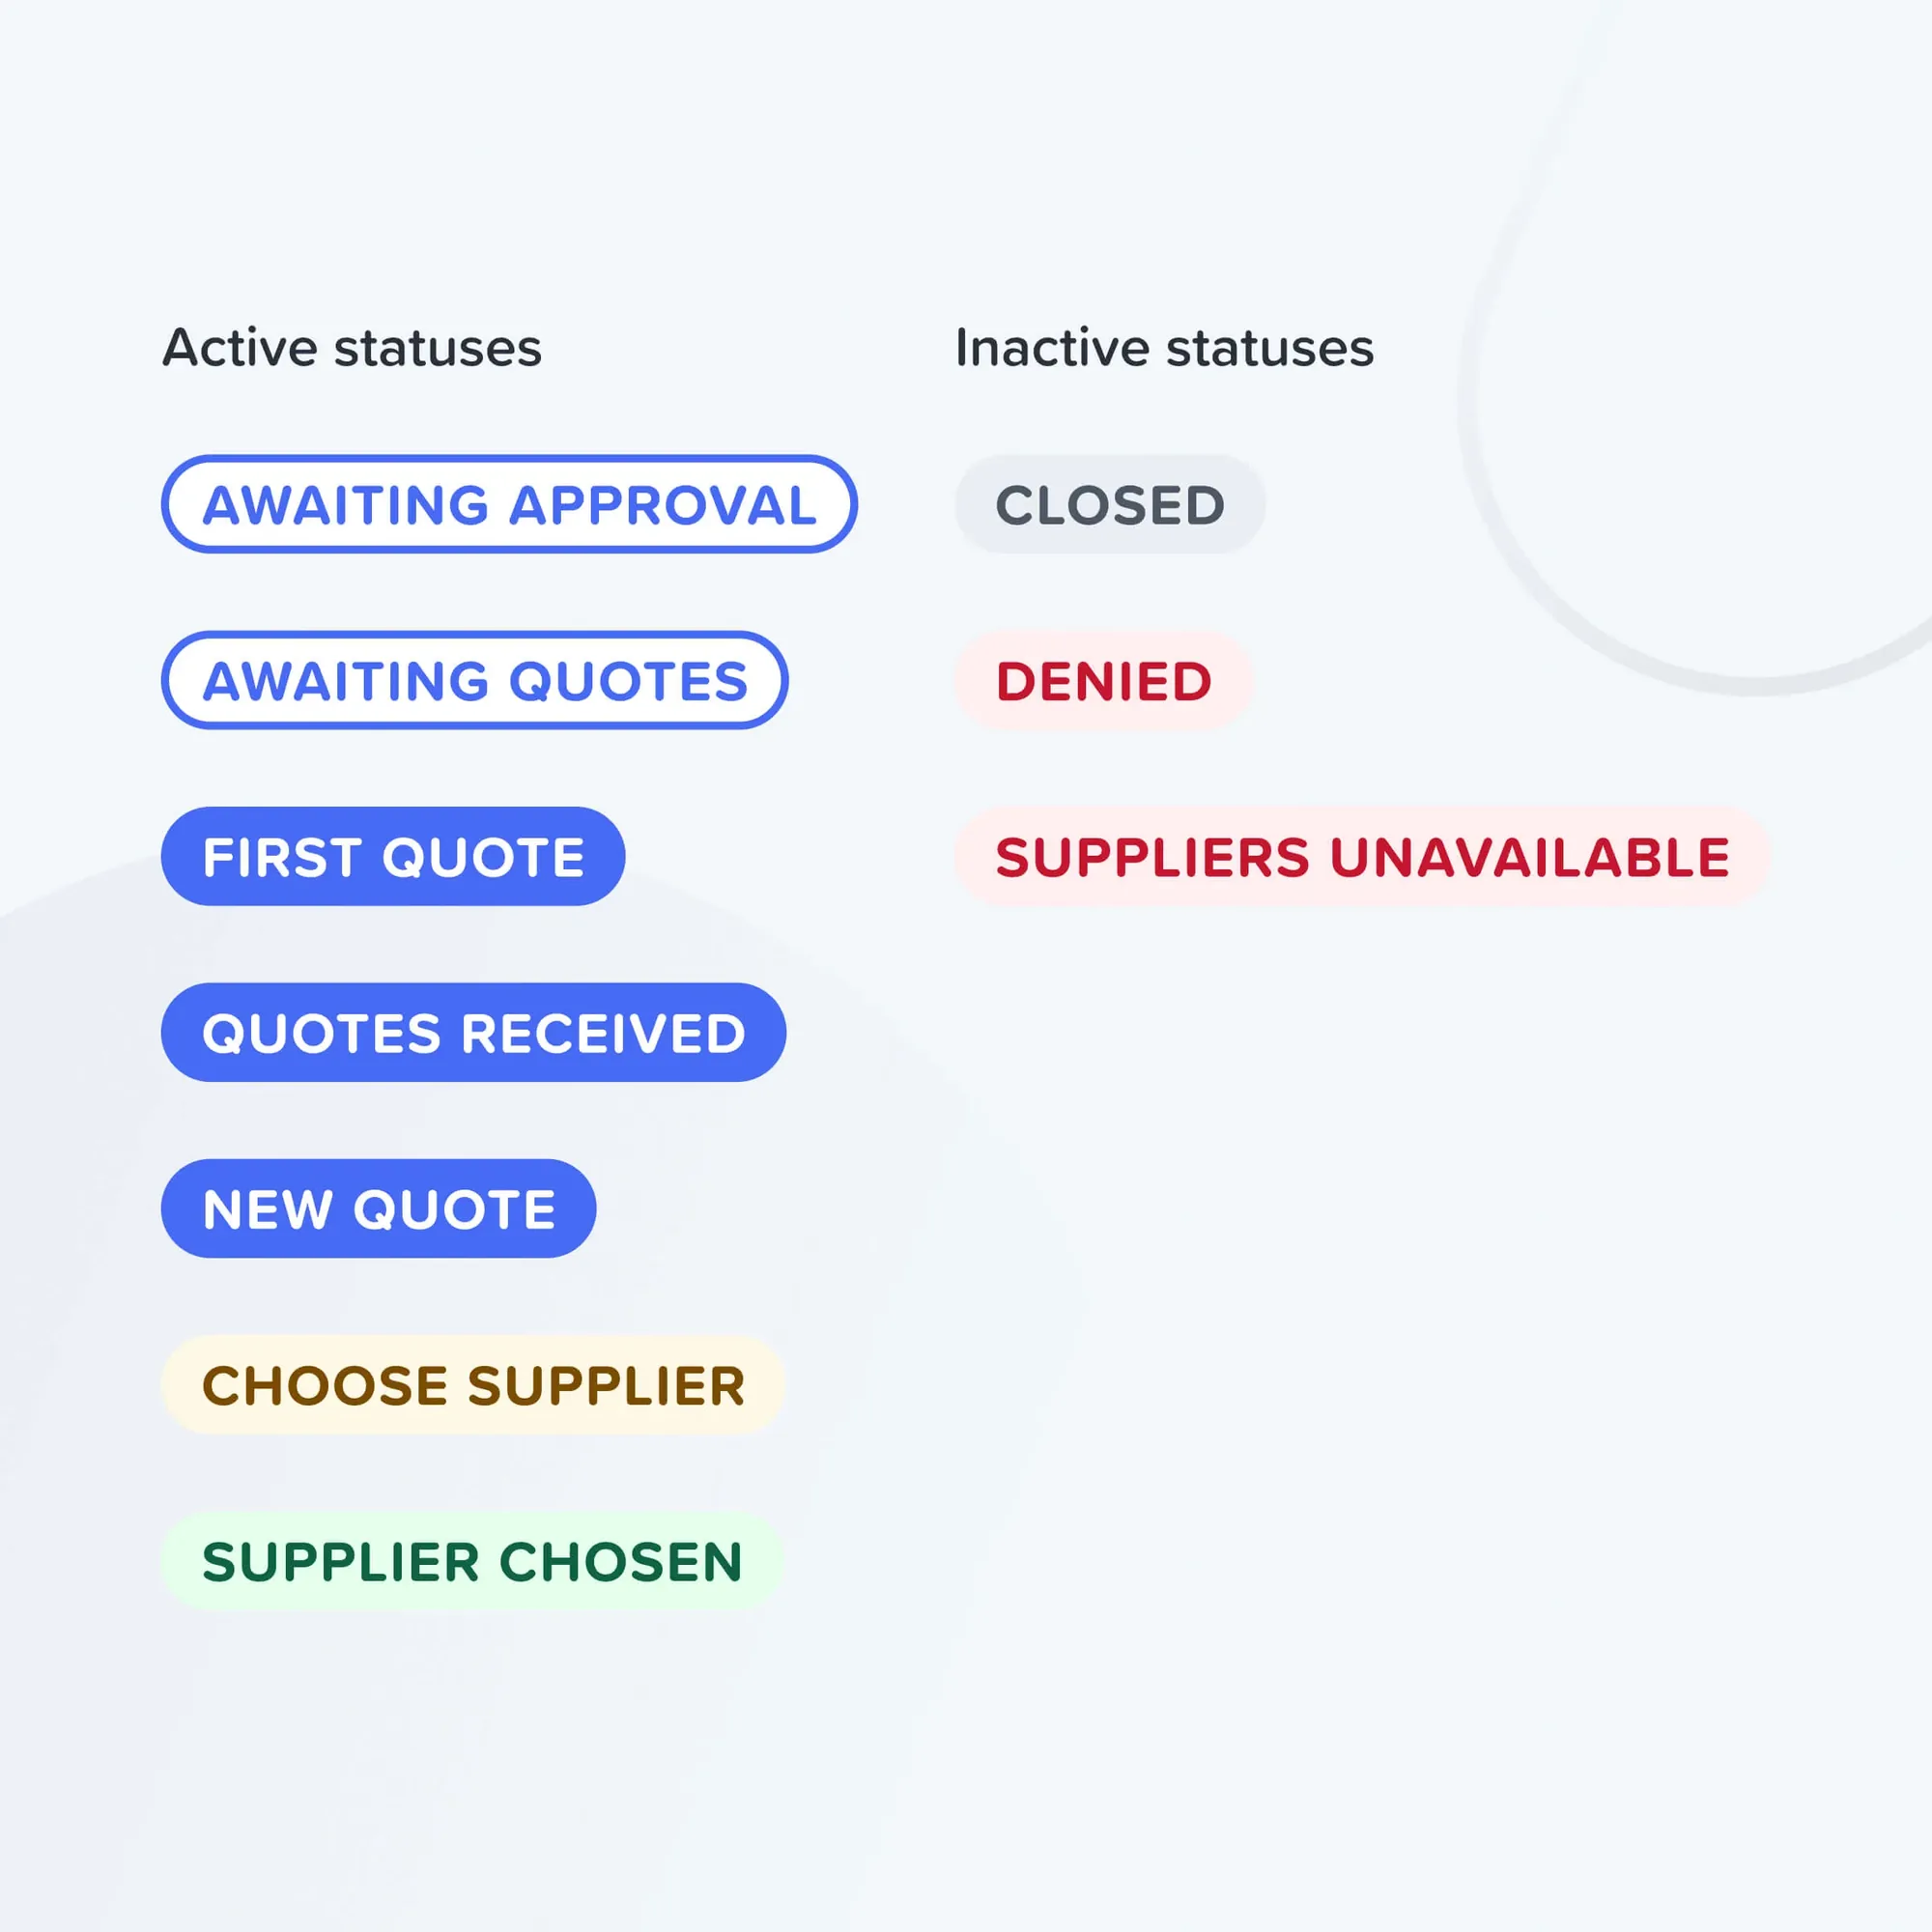 Active statuses
AWAITING APPROVAL
AWAITING QUOTES
FIRST QUOTE
QUOTES RECEIVED
NEW QUOTE
CHOOSE SUPPLIER
SUPPLIER CHOSEN
Inactive statuses
CLOSED
DENIED
SUPPLIERS UNAVAILABLE